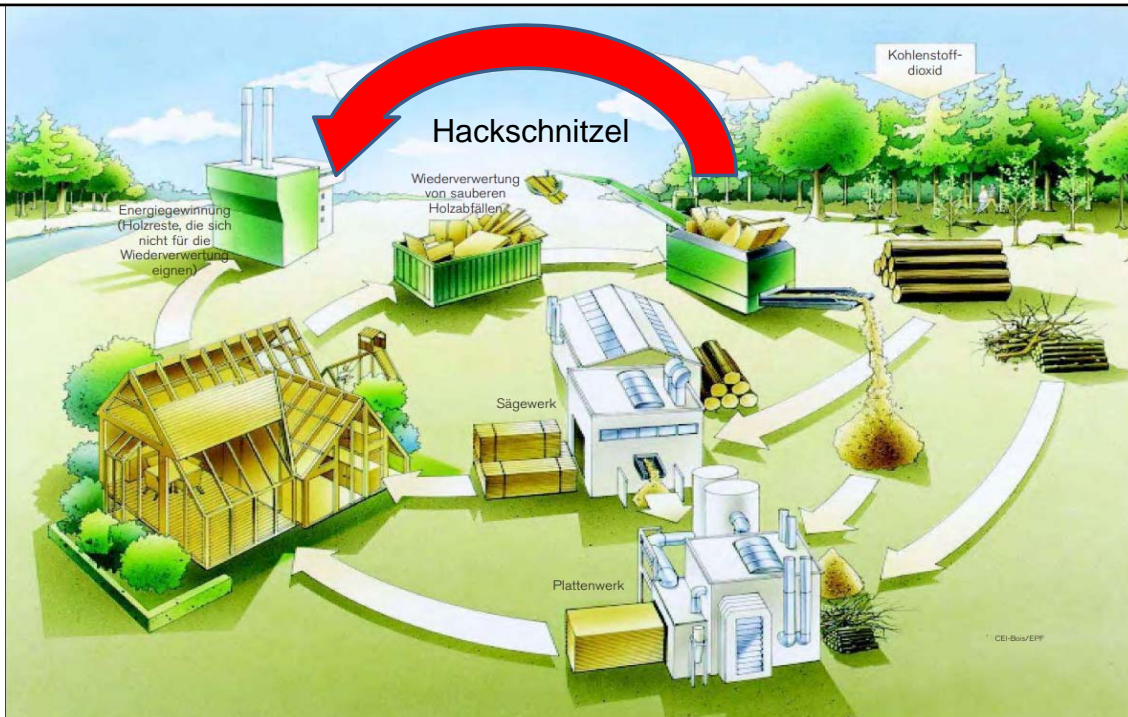 Kohlenstoff-
dioxid
Hackschnitzel
Wiederverwertung
von sauberen
Holzabfällen
Energiegewinnung
(Holzreste, die sich
nicht für die
Wiederverwertung
eignen)
Sägewerk
Plattenwerk
CEI-Bois/EPF